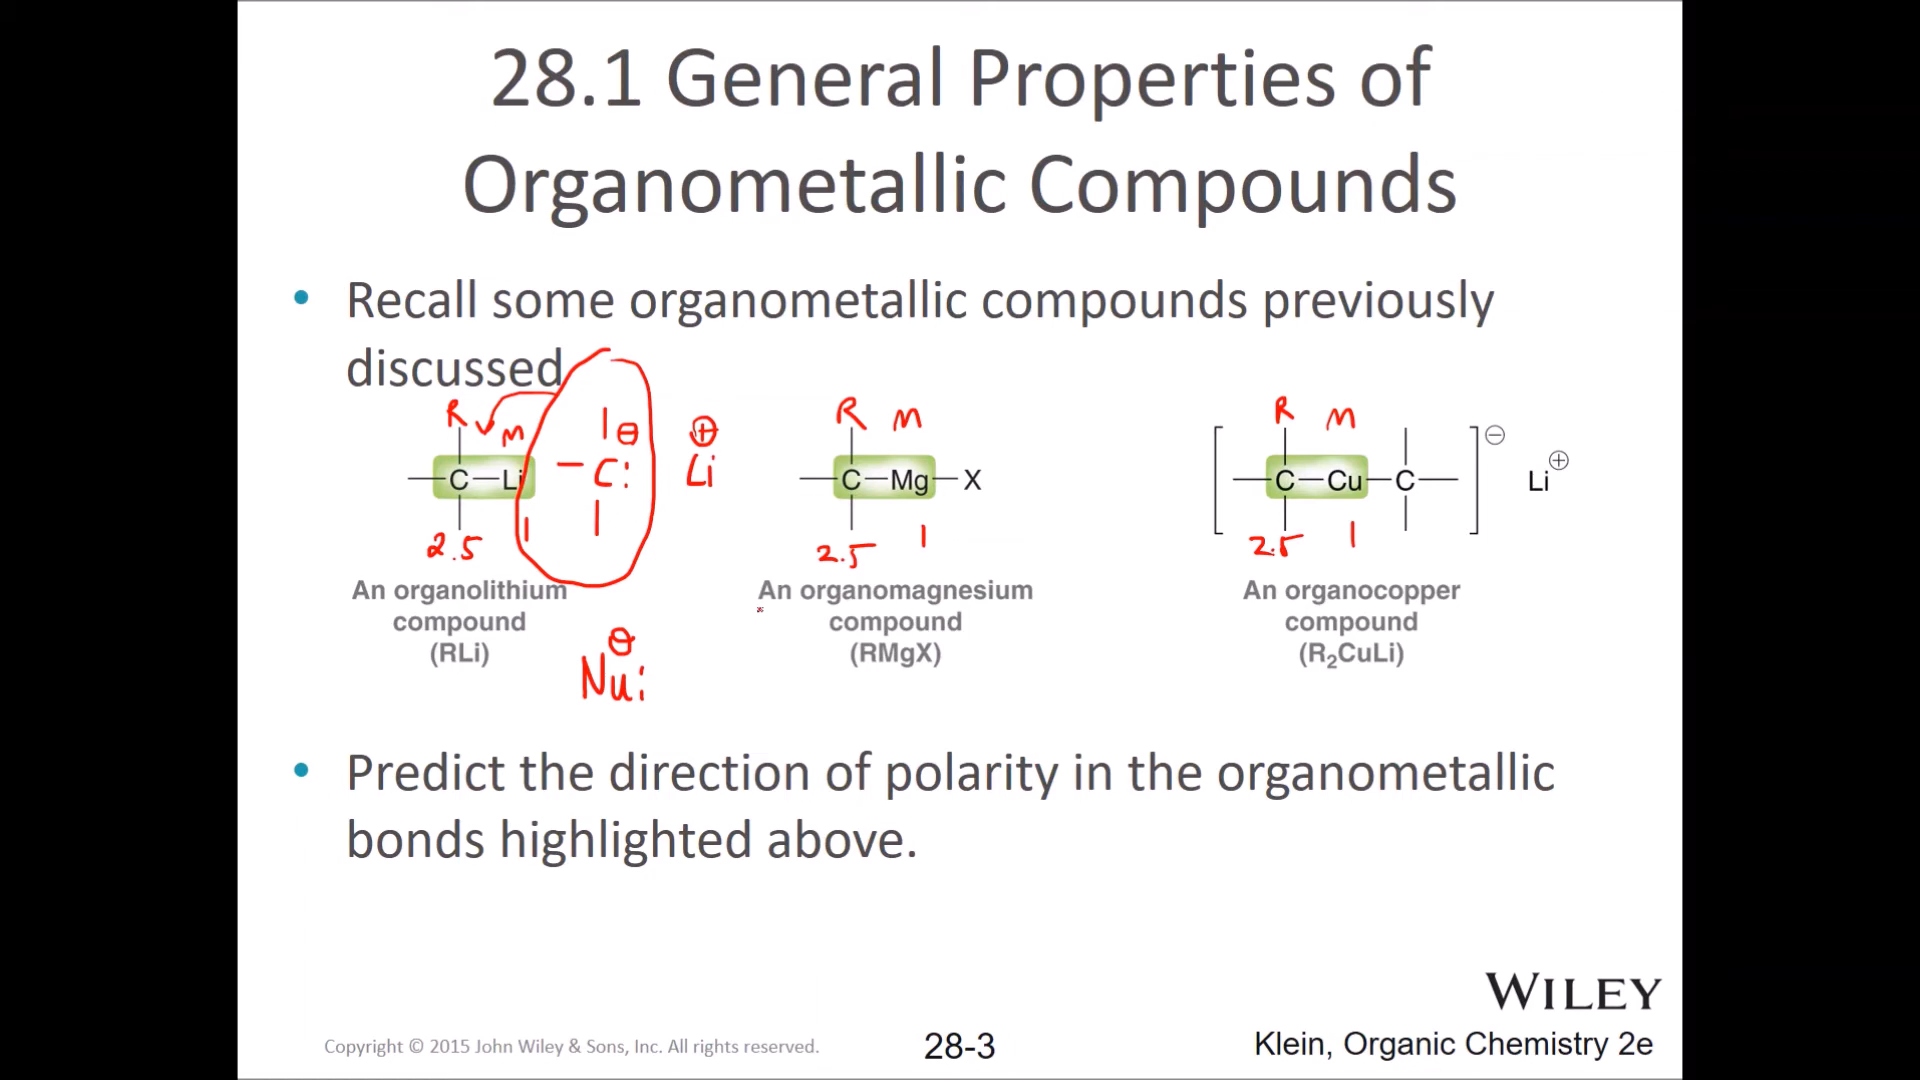 28.1 General Properties of
Organometallic Compounds
• Recall some organometallic compounds previously
discussed
R M
| ⊖ ⊕
C—Li
– C: Li
|
2.5 1
An organolithium
compound
(RLi)
⊖
Nu:
R M
C—Mg—X
2.5 1
An organomagnesium
compound
(RMgX)
R M
[ C—Cu—C ]⊖ Li⊕
2.5 1
An organocopper
compound
(R₂CuLi)
• Predict the direction of polarity in the organometallic
bonds highlighted above.
WILEY
Copyright © 2015 John Wiley & Sons, Inc. All rights reserved.
28-3
Klein, Organic Chemistry 2e